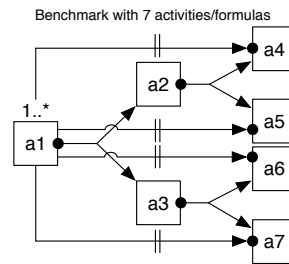 Benchmark with 7 activities/formulas
a4
a2
1..*
a1
a5
a6
a3
a7